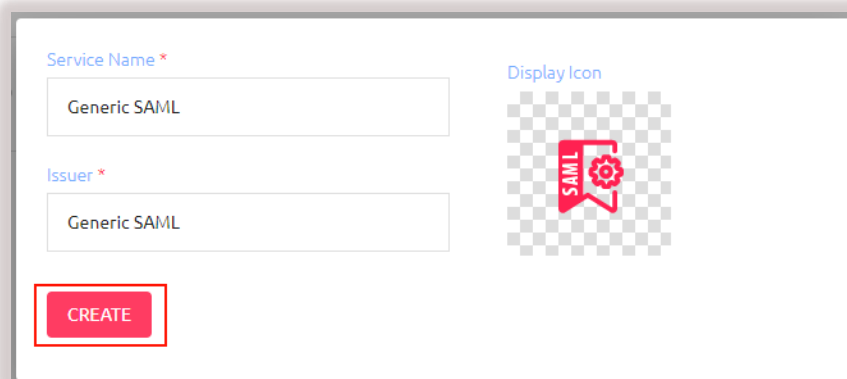 Service Name *
Generic SAML
Issuer *
Generic SAML
CREATE
Display Icon
SAML